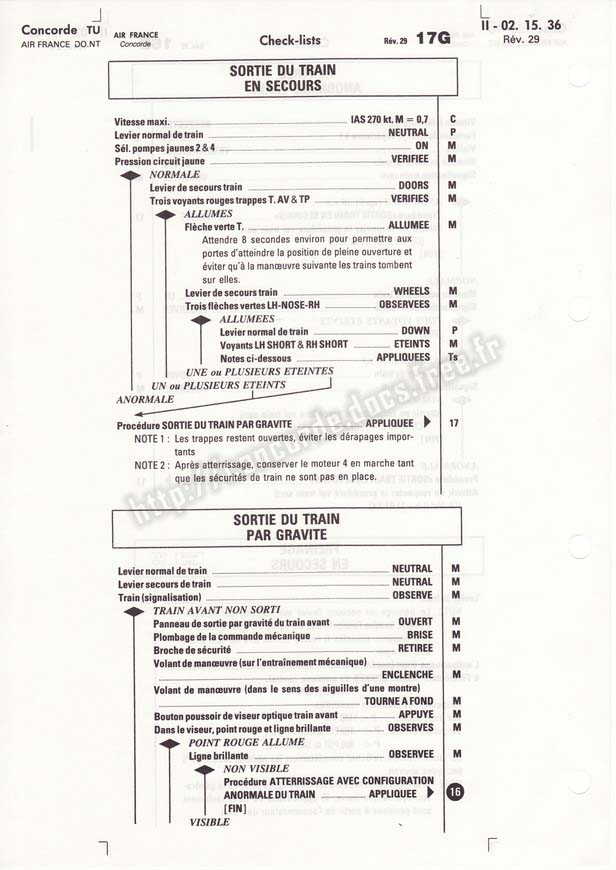 Concorde TU
AIR FRANCE DO.NT
AIR FRANCE
Concorde
Check-lists
Rév. 29 17G
II - 02. 15. 36
Rév. 29
SORTIE DU TRAIN
EN SECOURS
Vitesse maxi. IAS 270 kt. M = 0,7 C
Levier normal de train NEUTRAL P
Sél. pompes jaunes 2 & 4 ON M
Pression circuit jaune VERIFIEE M
NORMALE
Levier de secours train DOORS M
Trois voyants rouges trappes T. AV & TP VERIFIES M
ALLUMES
Flèche verte T. ALLUMEE M
Attendre 8 secondes environ pour permettre aux
portes d'atteindre la position de pleine ouverture et
éviter qu'à la manœuvre suivante les trains tombent
sur elles.
Levier de secours train WHEELS M
Trois flèches vertes LH-NOSE-RH OBSERVEES M
ALLUMEES
Levier normal de train DOWN P
Voyants LH SHORT & RH SHORT ETEINTS M
Notes ci-dessous APPLIQUEES Ts
UNE ou PLUSIEURS ETEINTES
UN ou PLUSIEURS ETEINTS
ANORMALE
Procédure SORTIE DU TRAIN PAR GRAVITE APPLIQUEE 17
NOTE 1 : Les trappes restent ouvertes, éviter les dérapages impor-
tants
NOTE 2 : Après atterrissage, conserver le moteur 4 en marche tant
que les sécurités de train ne sont pas en place.
http://concorde.docs.free.fr
SORTIE DU TRAIN
PAR GRAVITE
Levier normal de train NEUTRAL M
Levier secours de train NEUTRAL M
Train (signalisation) OBSERVE M
TRAIN AVANT NON SORTI
Panneau de sortie par gravité du train avant OUVERT M
Plombage de la commande mécanique BRISE M
Broche de sécurité RETIREE M
Volant de manœuvre (sur l'entraînement mécanique)
ENCLENCHE M
Volant de manœuvre (dans le sens des aiguilles d'une montre)
TOURNE A FOND M
Bouton poussoir de viseur optique train avant APPUYE M
Dans le viseur, point rouge et ligne brillante OBSERVES M
POINT ROUGE ALLUME
Ligne brillante OBSERVEE M
NON VISIBLE
Procédure ATTERRISSAGE AVEC CONFIGURATION
ANORMALE DU TRAIN APPLIQUEE 16
[FIN]
VISIBLE